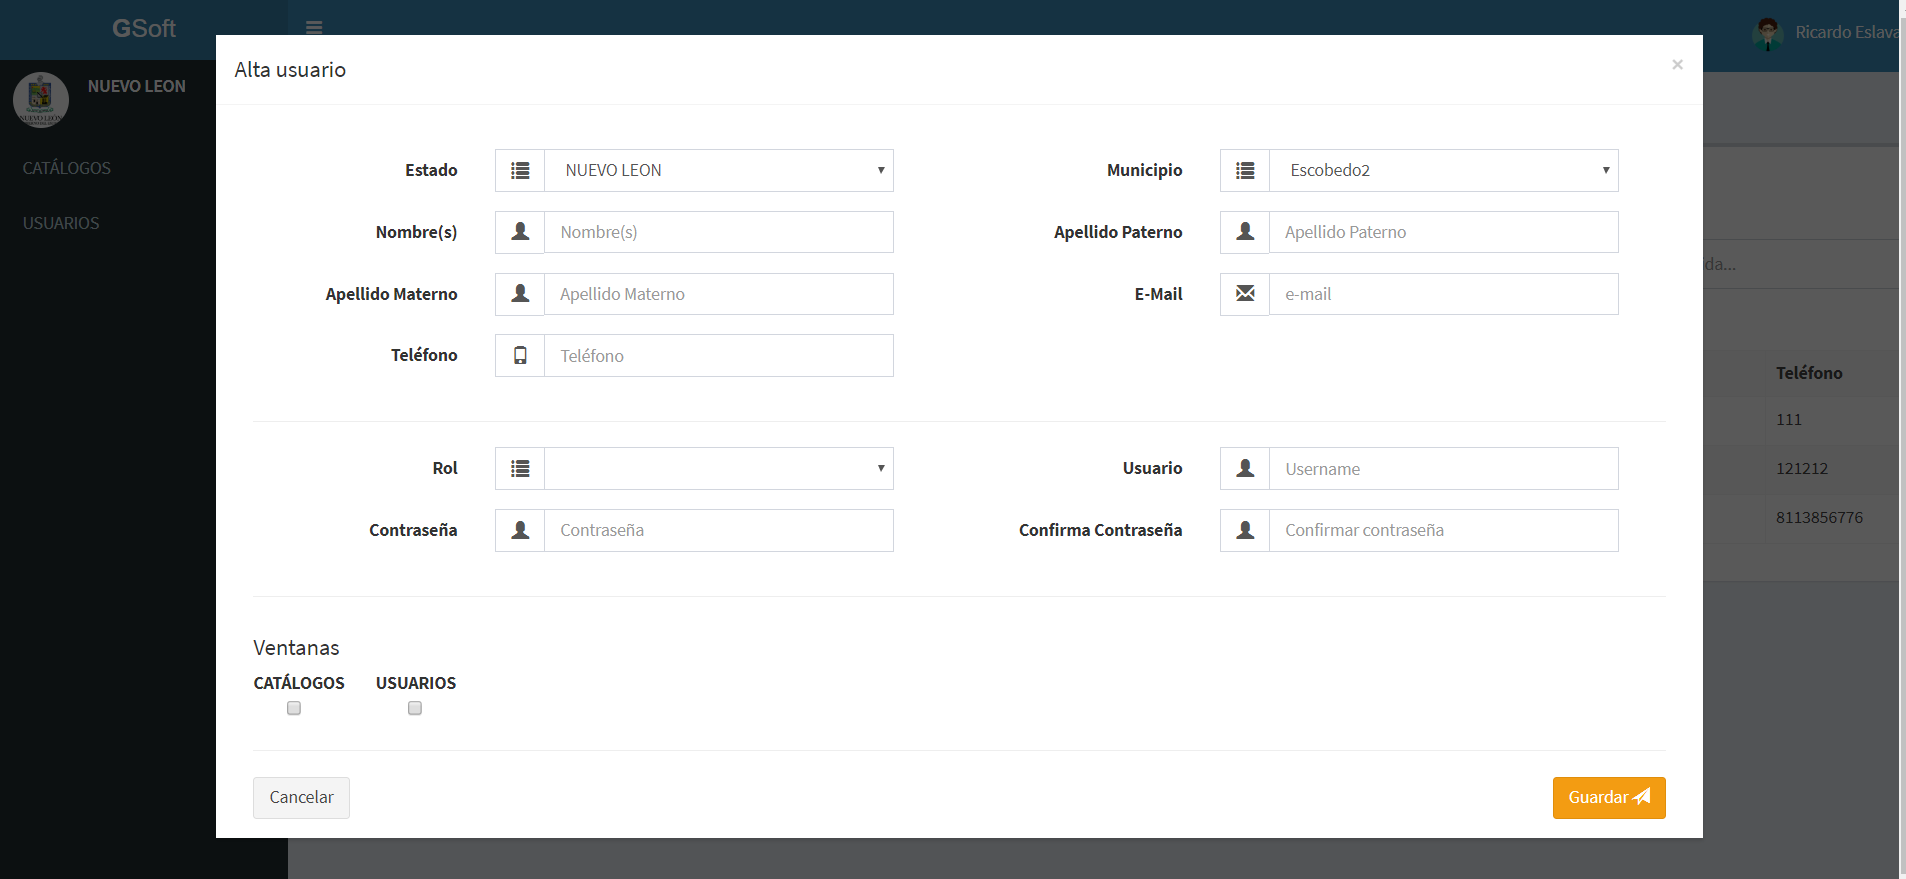 GSoft
Ricardo Eslava
NUEVO LEON
CATÁLOGOS
USUARIOS
Alta usuario
×
Estado
NUEVO LEON
Municipio
Escobedo2
Nombre(s)
Nombre(s)
Apellido Paterno
Apellido Paterno
Apellido Materno
Apellido Materno
E-Mail
e-mail
Teléfono
Teléfono
Rol
Usuario
Username
Contraseña
Contraseña
Confirma Contraseña
Confirmar contraseña
Ventanas
CATÁLOGOS USUARIOS
Cancelar
Guardar
ida...
Teléfono
111
121212
8113856776